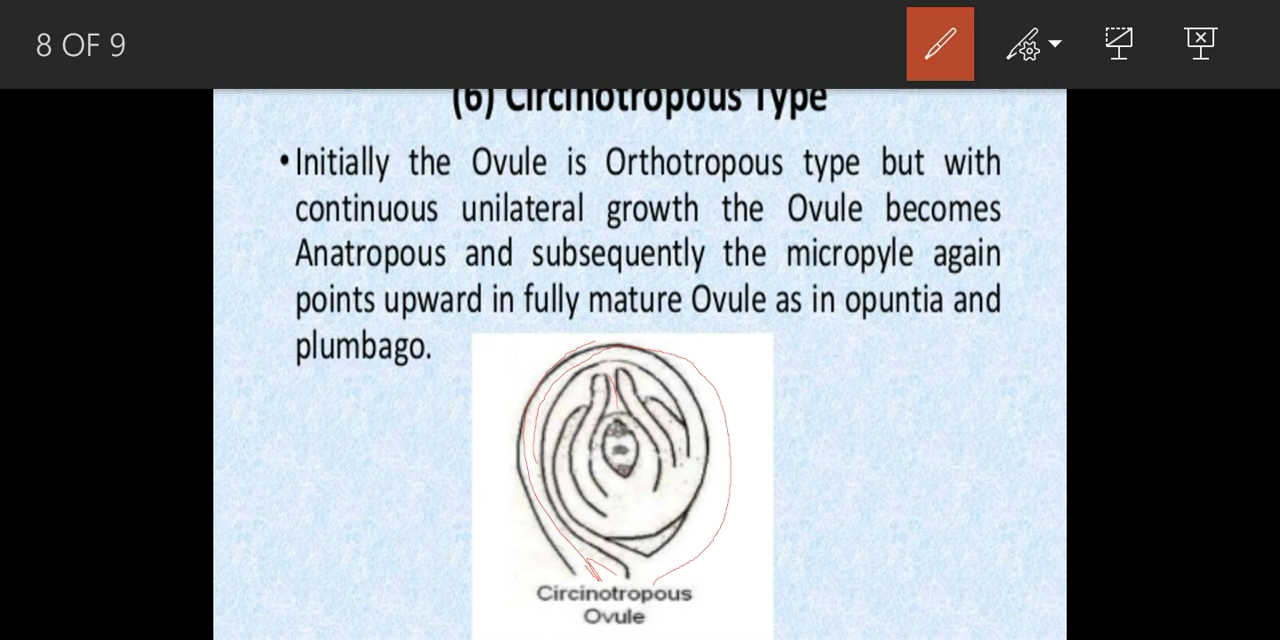 8 OF 9
(6) Circinotropous Type
•Initially the Ovule is Orthotropous type but with
continuous unilateral growth the Ovule becomes
Anatropous and subsequently the micropyle again
points upward in fully mature Ovule as in opuntia and
plumbago.
Circinotropous
Ovule